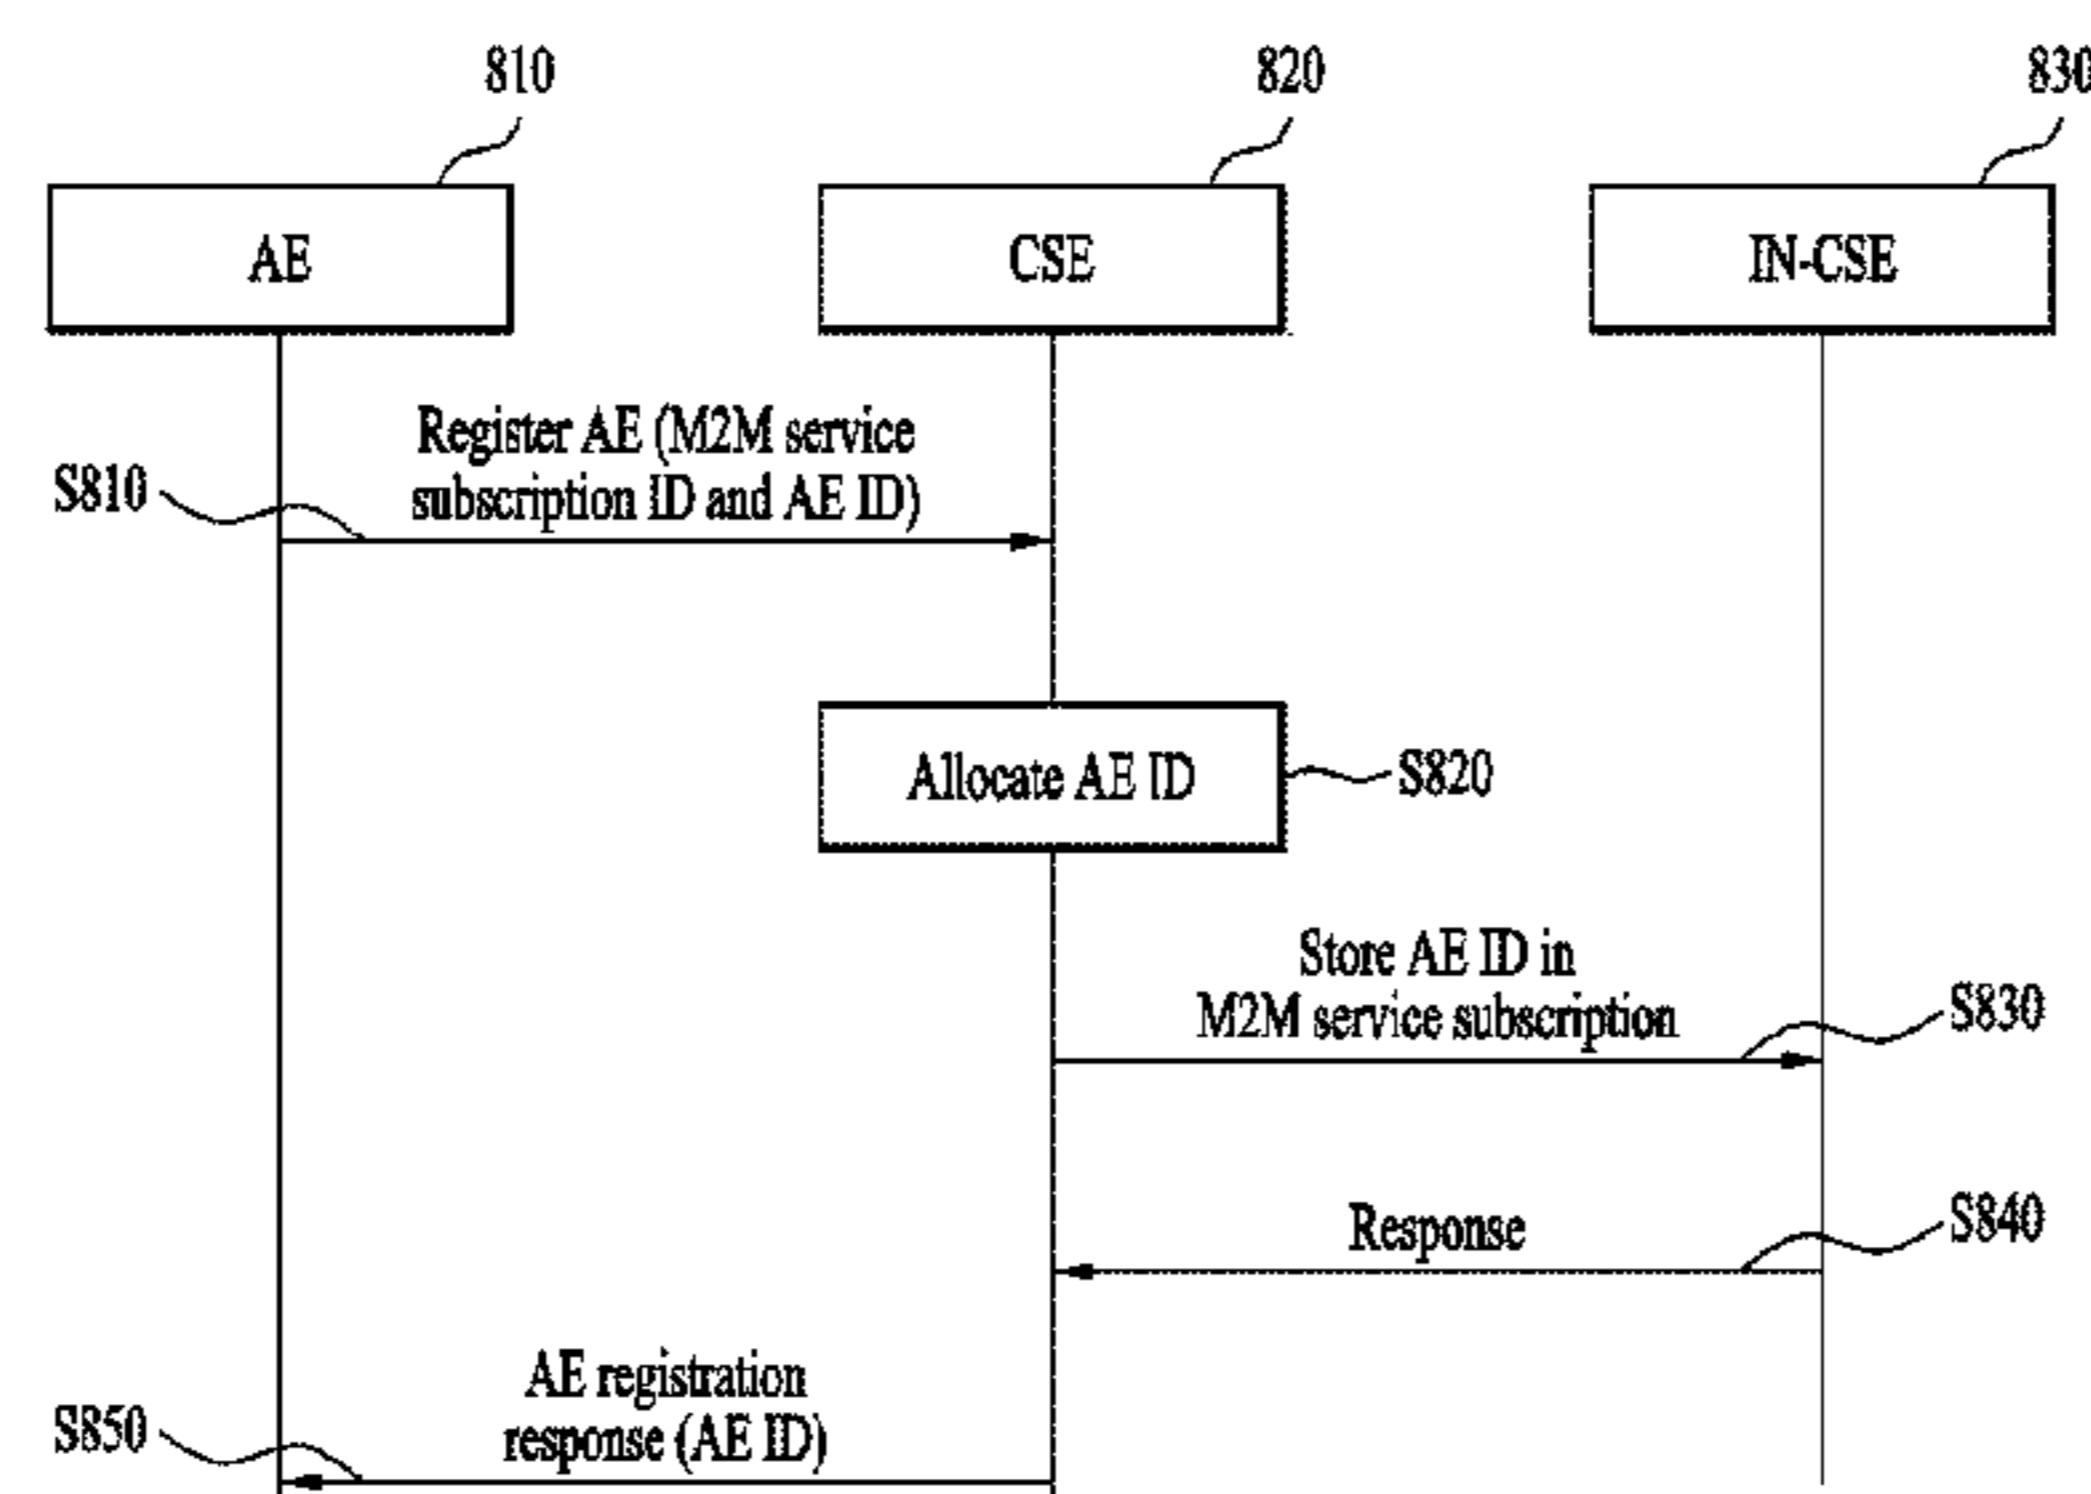 810
820
830
AE
CSE
IN-CSE
Register AE (M2M service
subscription ID and AE ID)
S810
Allocate AE ID
S820
Store AE ID in
M2M service subscription
S830
Response
S840
AE registration
response (AE ID)
S850